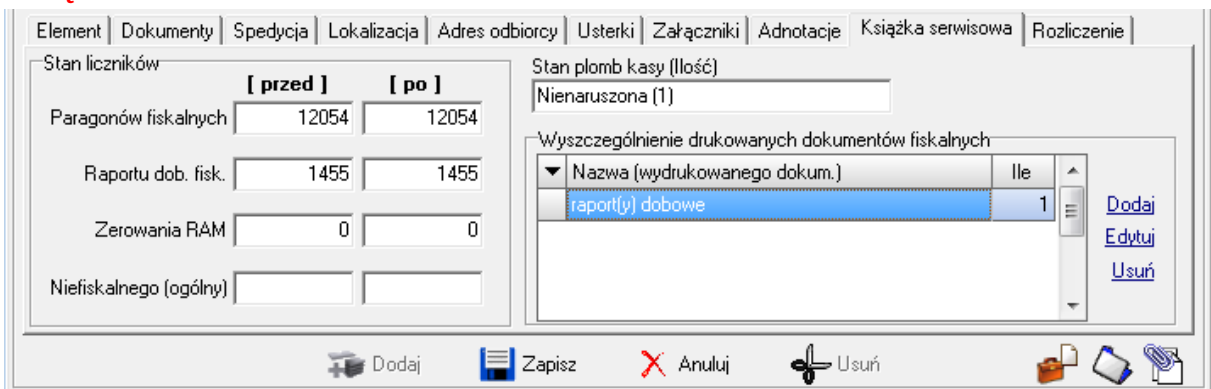 Element Dokumenty Spedycja Lokalizacja Adres odbiorcy Usterki Załączniki Adnotacje Książka serwisowa Rozliczenie
Stan liczników
[ przed ] [ po ]
Paragonów fiskalnych 12054 12054
Raportu dob. fisk. 1455 1455
Zerowania RAM 0 0
Niefiskalnego (ogólny)
Stan plomb kasy (Ilość)
Nienaruszona (1)
Wyszczególnienie drukowanych dokumentów fiskalnych
Nazwa (wydrukowanego dokum.) Ile
raport(y) dobowe 1
Dodaj
Edytuj
Usuń
Dodaj Zapisz Anuluj Usuń